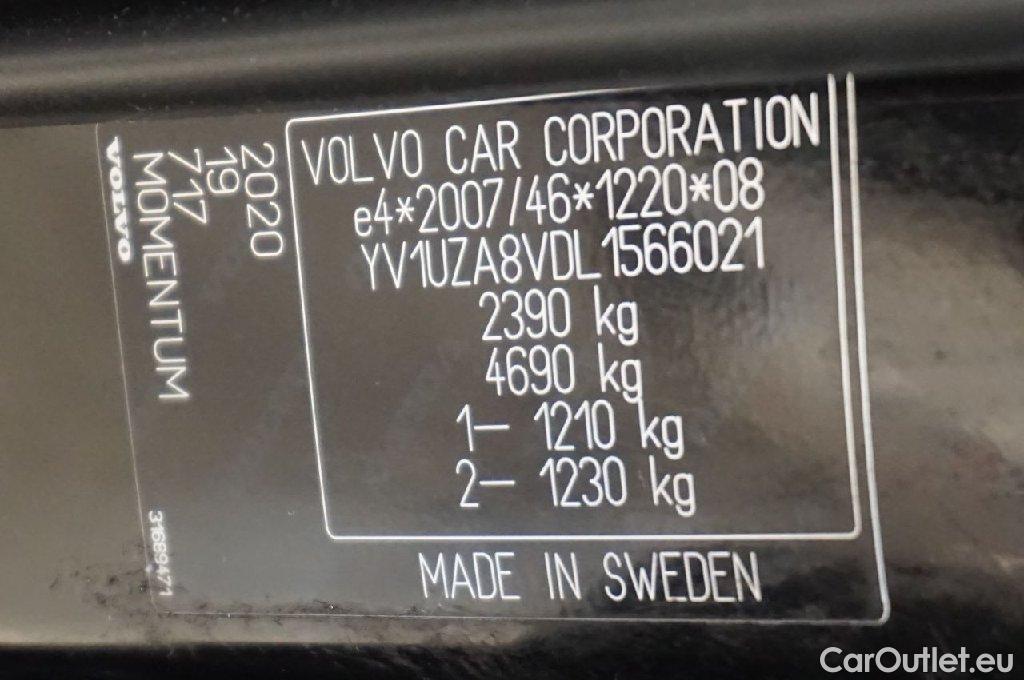 VOLVO CAR CORPORATION
e4*2007/46*1220*08
YV1UZA8VDL1566021
2390 kg
4690 kg
1– 1210 kg
2– 1230 kg
MADE IN SWEDEN
2020
19
717
MOMENTUM
VOLVO
CarOutlet.eu